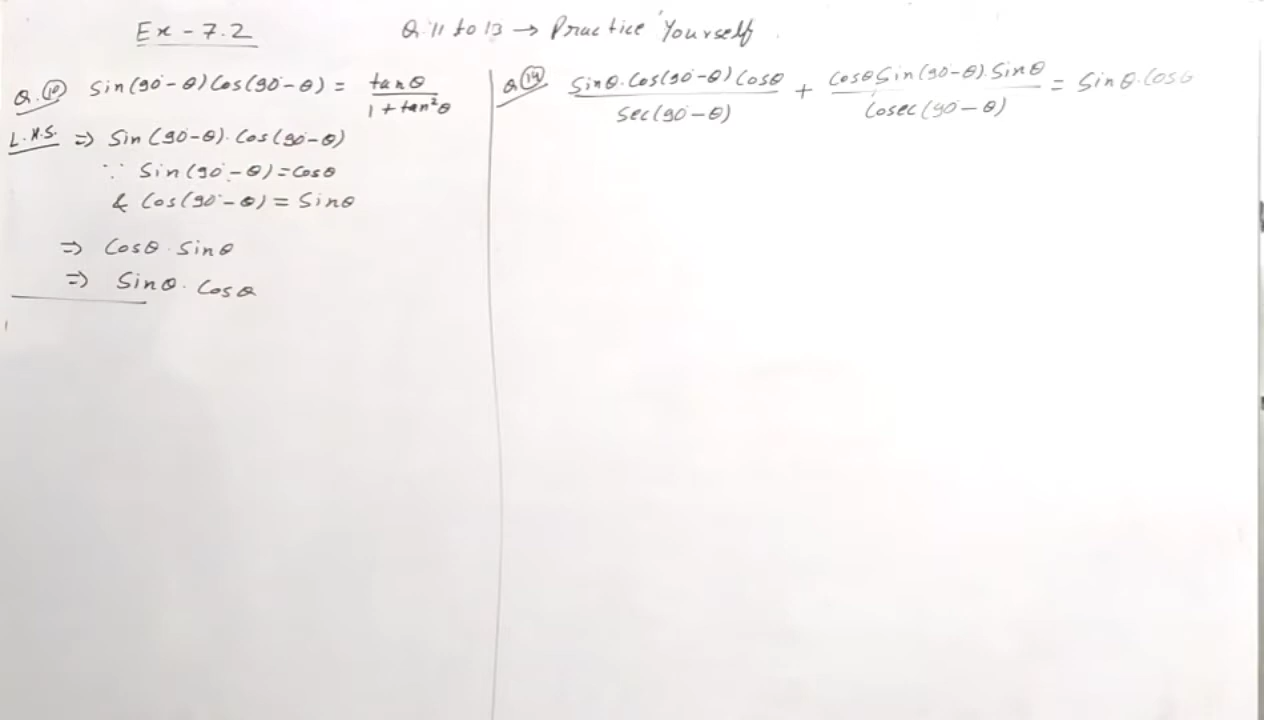 Ex - 7.2
Q.11 to 13 → Practice Yourself.
Q.10 Sin(90°-θ)Cos(90°-θ) = tanθ / 1+tan²θ
L.H.S. ⇒ Sin(90-θ).Cos(90-θ)
∵ Sin(90°-θ)=Cosθ
& Cos(90°-θ) = Sinθ
⇒ Cosθ.Sinθ
⇒ Sinθ.Cosθ
Q.14 Sinθ.Cos(90°-θ)Cosθ / Sec(90°-θ) + CosθSin(90-θ).Sinθ / Cosec(90°-θ) = Sinθ.Cosθ